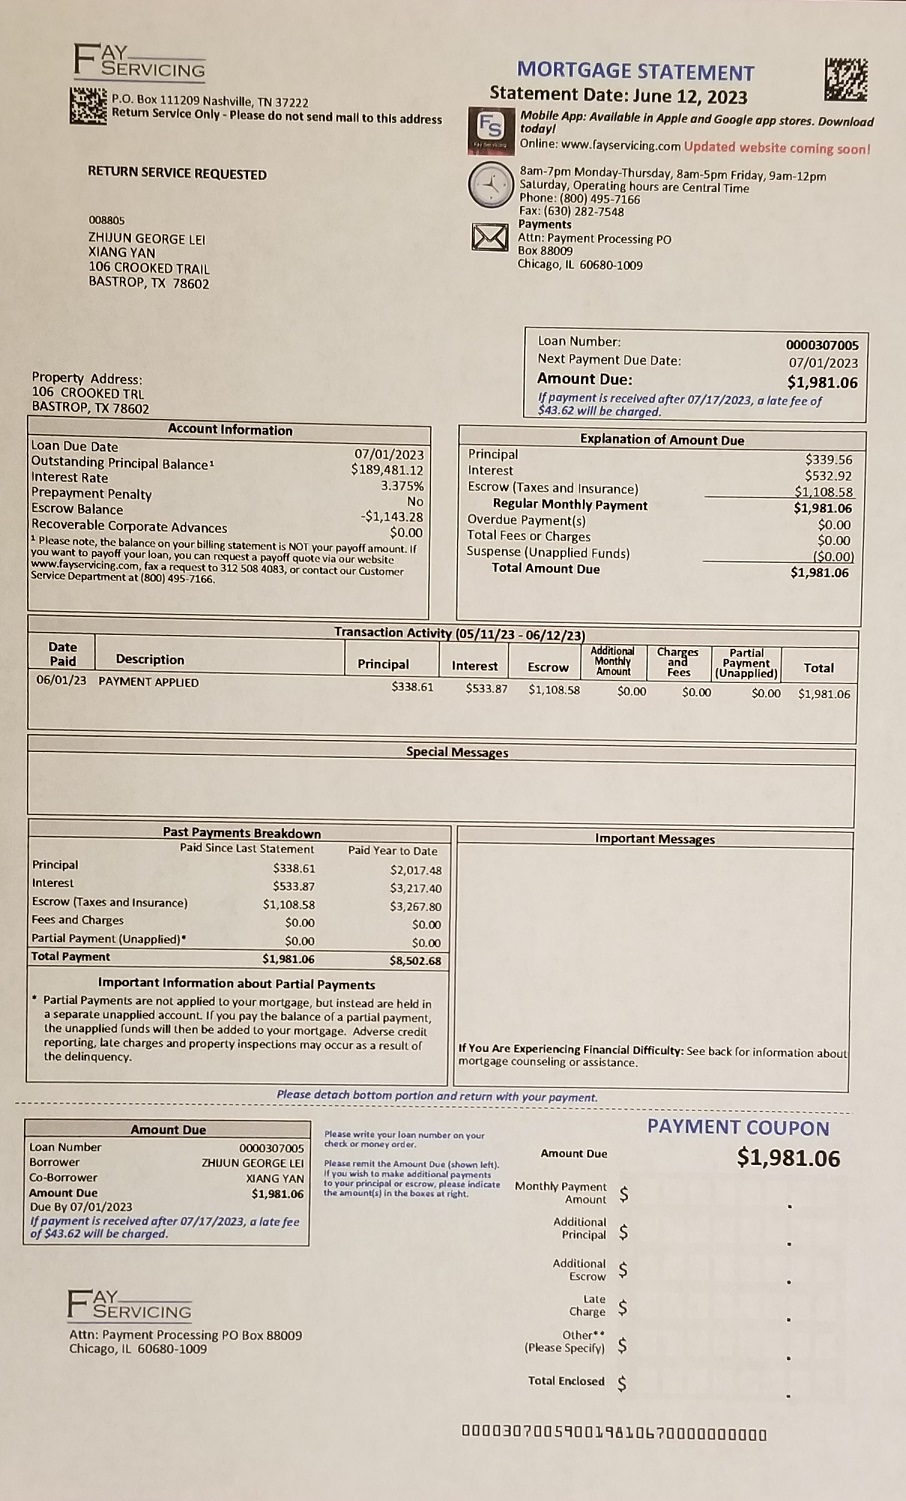 FAY SERVICING
P.O. Box 111209 Nashville, TN 37222
Return Service Only - Please do not send mail to this address
MORTGAGE STATEMENT
Statement Date: June 12, 2023
Mobile App: Available in Apple and Google app stores. Download today!
Online: www.fayservicing.com Updated website coming soon!
FS
Fay Servicing
8am-7pm Monday-Thursday, 8am-5pm Friday, 9am-12pm
Saturday, Operating hours are Central Time
Phone: (800) 495-7166
Fax: (630) 282-7548
Payments
Attn: Payment Processing PO
Box 88009
Chicago, IL 60680-1009
RETURN SERVICE REQUESTED
008805
ZHIJUN GEORGE LEI
XIANG YAN
106 CROOKED TRAIL
BASTROP, TX 78602
Loan Number: 0000307005
Next Payment Due Date: 07/01/2023
Amount Due: $1,981.06
If payment is received after 07/17/2023, a late fee of
$43.62 will be charged.
Property Address:
106 CROOKED TRL
BASTROP, TX 78602
Account Information
Loan Due Date 07/01/2023
Outstanding Principal Balance¹ $189,481.12
Interest Rate 3.375%
Prepayment Penalty No
Escrow Balance -$1,143.28
Recoverable Corporate Advances $0.00
¹ Please note, the balance on your billing statement is NOT your payoff amount. If
you want to payoff your loan, you can request a payoff quote via our website
www.fayservicing.com, fax a request to 312 508 4083, or contact our Customer
Service Department at (800) 495-7166.
Explanation of Amount Due
Principal $339.56
Interest $532.92
Escrow (Taxes and Insurance) $1,108.58
Regular Monthly Payment $1,981.06
Overdue Payment(s) $0.00
Total Fees or Charges $0.00
Suspense (Unapplied Funds) ($0.00)
Total Amount Due $1,981.06
Transaction Activity (05/11/23 - 06/12/23)
Date Paid Description Principal Interest Escrow Additional Monthly Amount Charges and Fees Partial Payment (Unapplied) Total
06/01/23 PAYMENT APPLIED $338.61 $533.87 $1,108.58 $0.00 $0.00 $0.00 $1,981.06
Special Messages
Past Payments Breakdown
Paid Since Last Statement Paid Year to Date
Principal $338.61 $2,017.48
Interest $533.87 $3,217.40
Escrow (Taxes and Insurance) $1,108.58 $3,267.80
Fees and Charges $0.00 $0.00
Partial Payment (Unapplied)* $0.00 $0.00
Total Payment $1,981.06 $8,502.68
Important Information about Partial Payments
* Partial Payments are not applied to your mortgage, but instead are held in
a separate unapplied account. If you pay the balance of a partial payment,
the unapplied funds will then be added to your mortgage. Adverse credit
reporting, late charges and property inspections may occur as a result of
the delinquency.
Important Messages
If You Are Experiencing Financial Difficulty: See back for information about
mortgage counseling or assistance.
Please detach bottom portion and return with your payment.
Amount Due
Loan Number 0000307005
Borrower ZHIJUN GEORGE LEI
Co-Borrower XIANG YAN
Amount Due $1,981.06
Due By 07/01/2023
If payment is received after 07/17/2023, a late fee
of $43.62 will be charged.
Please write your loan number on your
check or money order.
Please remit the Amount Due (shown left).
If you wish to make additional payments
to your principal or escrow, please indicate
the amount(s) in the boxes at right.
PAYMENT COUPON
Amount Due $1,981.06
Monthly Payment Amount $ .
Additional Principal $ .
Additional Escrow $ .
Late Charge $ .
Other** (Please Specify) $ .
Total Enclosed $ .
FAY SERVICING
Attn: Payment Processing PO Box 88009
Chicago, IL 60680-1009
000030700590019810670000000000